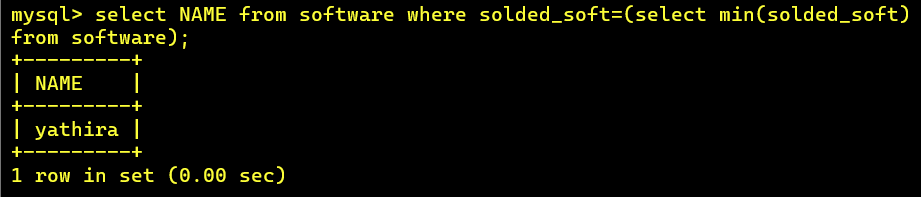 mysql> select NAME from software where solded_soft=(select min(solded_soft)
from software);
+---------+
| NAME    |
+---------+
| yathira |
+---------+
1 row in set (0.00 sec)